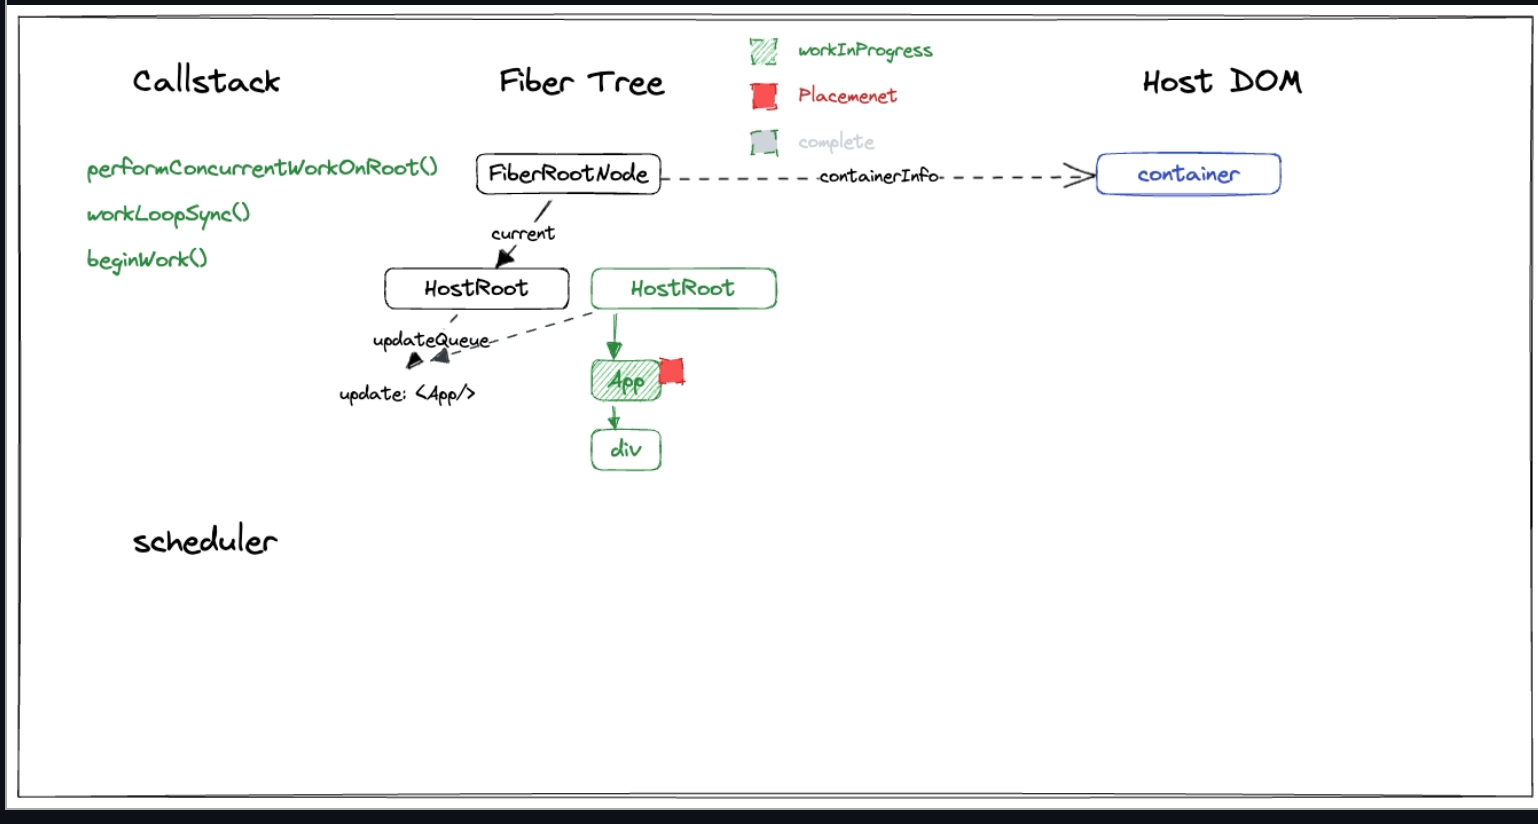 Callstack
Fiber Tree
workInProgress
Placemenet
complete
Host DOM
performConcurrentWorkOnRoot()
workLoopSync()
beginWork()
FiberRootNode
containerInfo
container
current
HostRoot
HostRoot
updateQueue
update: <App/>
App
div
scheduler